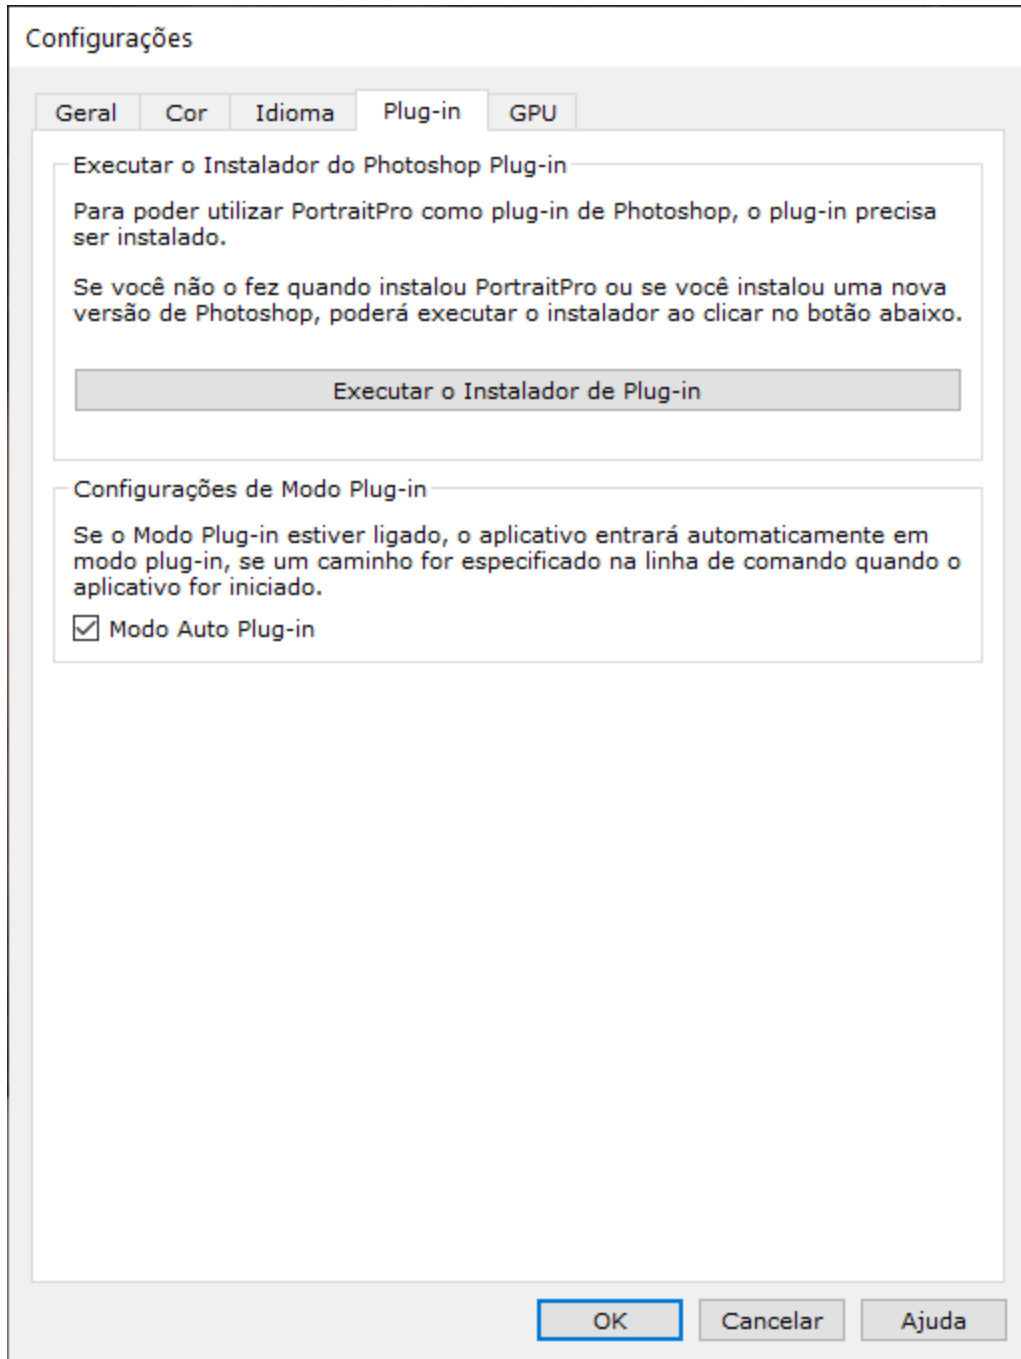 Configurações
Geral Cor Idioma Plug-in GPU
Executar o Instalador do Photoshop Plug-in
Para poder utilizar PortraitPro como plug-in de Photoshop, o plug-in precisa
ser instalado.
Se você não o fez quando instalou PortraitPro ou se você instalou uma nova
versão de Photoshop, poderá executar o instalador ao clicar no botão abaixo.
Executar o Instalador de Plug-in
Configurações de Modo Plug-in
Se o Modo Plug-in estiver ligado, o aplicativo entrará automaticamente em
modo plug-in, se um caminho for especificado na linha de comando quando o
aplicativo for iniciado.
Modo Auto Plug-in
OK Cancelar Ajuda